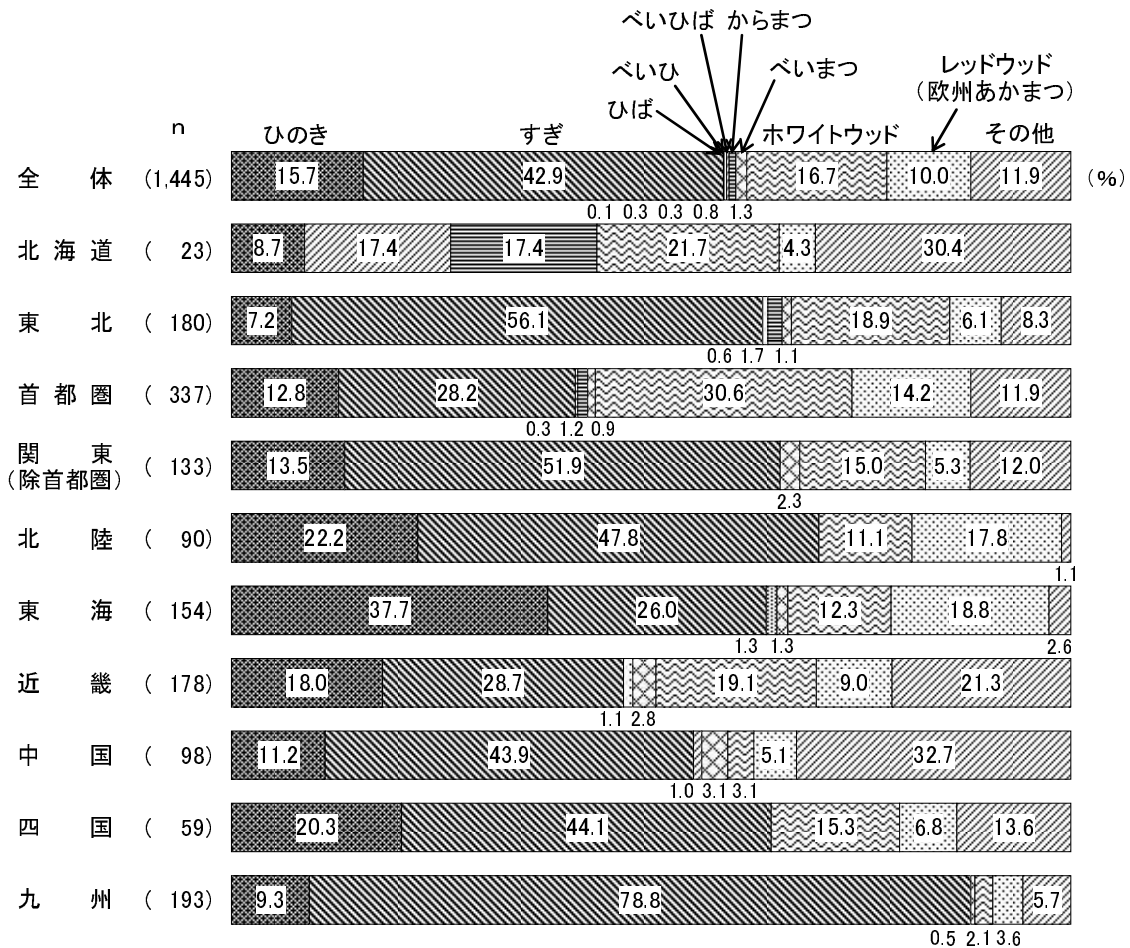 べいひば からまつ
べいひ べいまつ レッドウッド
ひば （欧州あかまつ）
n ひのき すぎ ホワイトウッド その他
全体 (1,445) 15.7 42.9 16.7 10.0 11.9 (％)
0.1 0.3 0.3 0.8 1.3
北海道 ( 23) 8.7 17.4 17.4 21.7 4.3 30.4
東北 ( 180) 7.2 56.1 18.9 6.1 8.3
0.6 1.7 1.1
首都圏 ( 337) 12.8 28.2 30.6 14.2 11.9
0.3 1.2 0.9
関東 ( 133) 13.5 51.9 15.0 5.3 12.0
（除首都圏）
2.3
北陸 ( 90) 22.2 47.8 11.1 17.8
1.1
東海 ( 154) 37.7 26.0 12.3 18.8
1.3 1.3 2.6
近畿 ( 178) 18.0 28.7 19.1 9.0 21.3
1.1 2.8
中国 ( 98) 11.2 43.9 5.1 32.7
1.0 3.1 3.1
四国 ( 59) 20.3 44.1 15.3 6.8 13.6
九州 ( 193) 9.3 78.8 5.7
0.5 2.1 3.6